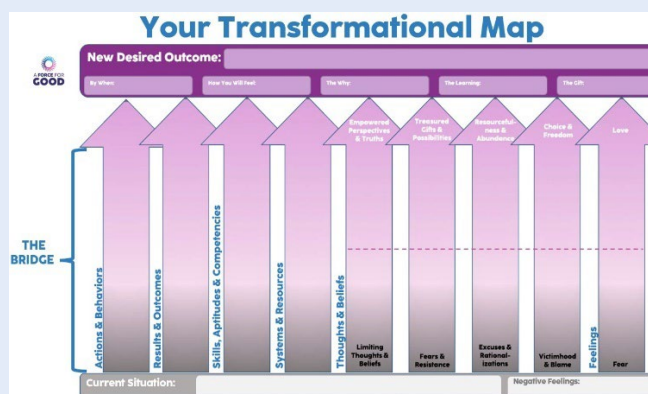 Your Transformational Map
A FORCE FOR
GOOD
New Desired Outcome:
By When:
How You Will Feel:
The Why:
The Learning:
The Gift:
Empowered
Perspectives
& Truths
Treasured
Gifts &
Possibilities
Resourceful-
ness &
Abundance
Choice &
Freedom
Love
THE
BRIDGE
Actions & Behaviors
Results & Outcomes
Skills, Aptitudes & Competencies
Systems & Resources
Thoughts & Beliefs
Feelings
Limiting
Thoughts &
Beliefs
Fears &
Resistance
Excuses &
Rational-
izations
Victimhood
& Blame
Fear
Current Situation:
Negative Feelings: